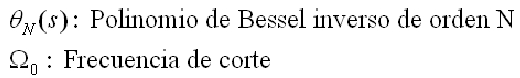 θ_N(s): Polinomio de Bessel inverso de orden N
Ω_0 : Frecuencia de corte